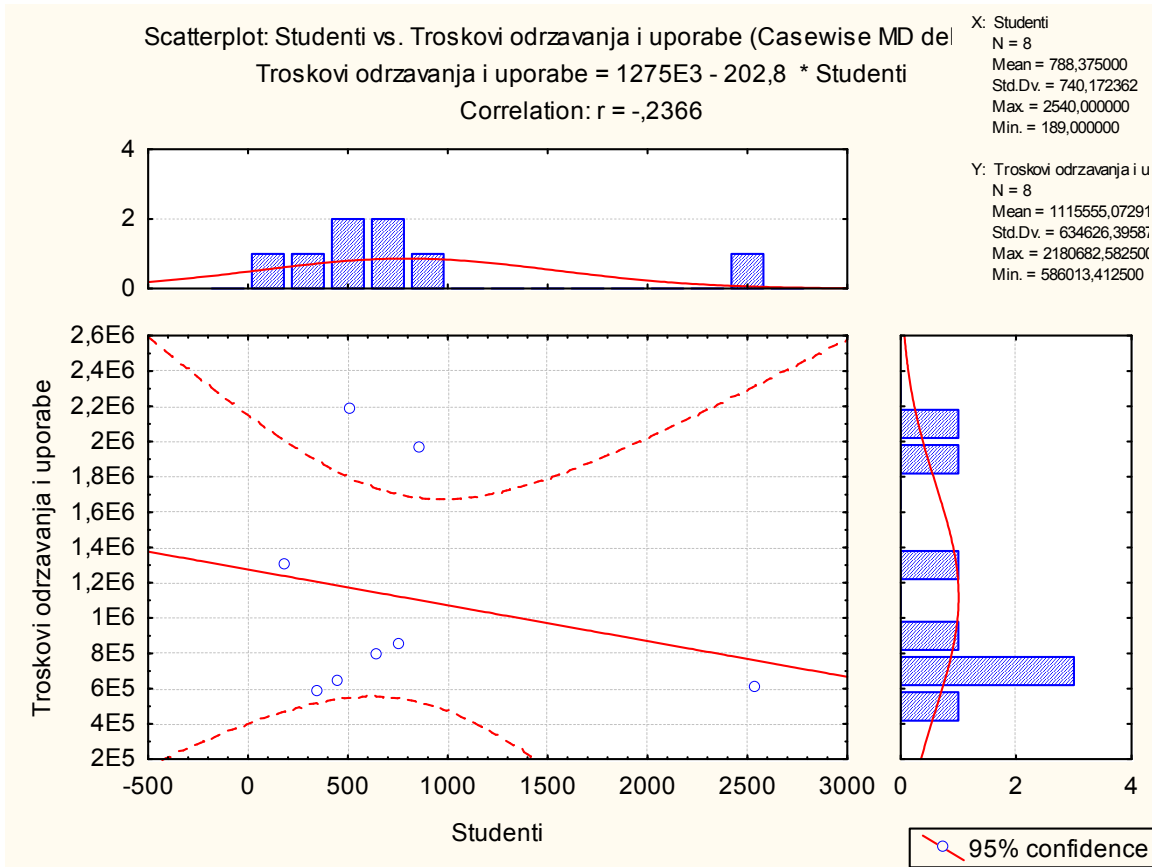 Scatterplot: Studenti vs. Troskovi odrzavanja i uporabe (Casewise MD del
Troskovi odrzavanja i uporabe = 1275E3 - 202,8 * Studenti
Correlation: r = -,2366
X: Studenti
N = 8
Mean = 788,375000
Std.Dv. = 740,172362
Max. = 2540,000000
Min. = 189,000000
Y: Troskovi odrzavanja i u
N = 8
Mean = 1115555,07291
Std.Dv. = 634626,39587
Max. = 2180682,58250
Min. = 586013,412500
4
2
0
Troskovi odrzavanja i uporabe
2,6E6
2,4E6
2,2E6
2E6
1,8E6
1,6E6
1,4E6
1,2E6
1E6
8E5
6E5
4E5
2E5
-500 0 500 1000 1500 2000 2500 3000
Studenti
0 2 4
95% confidence